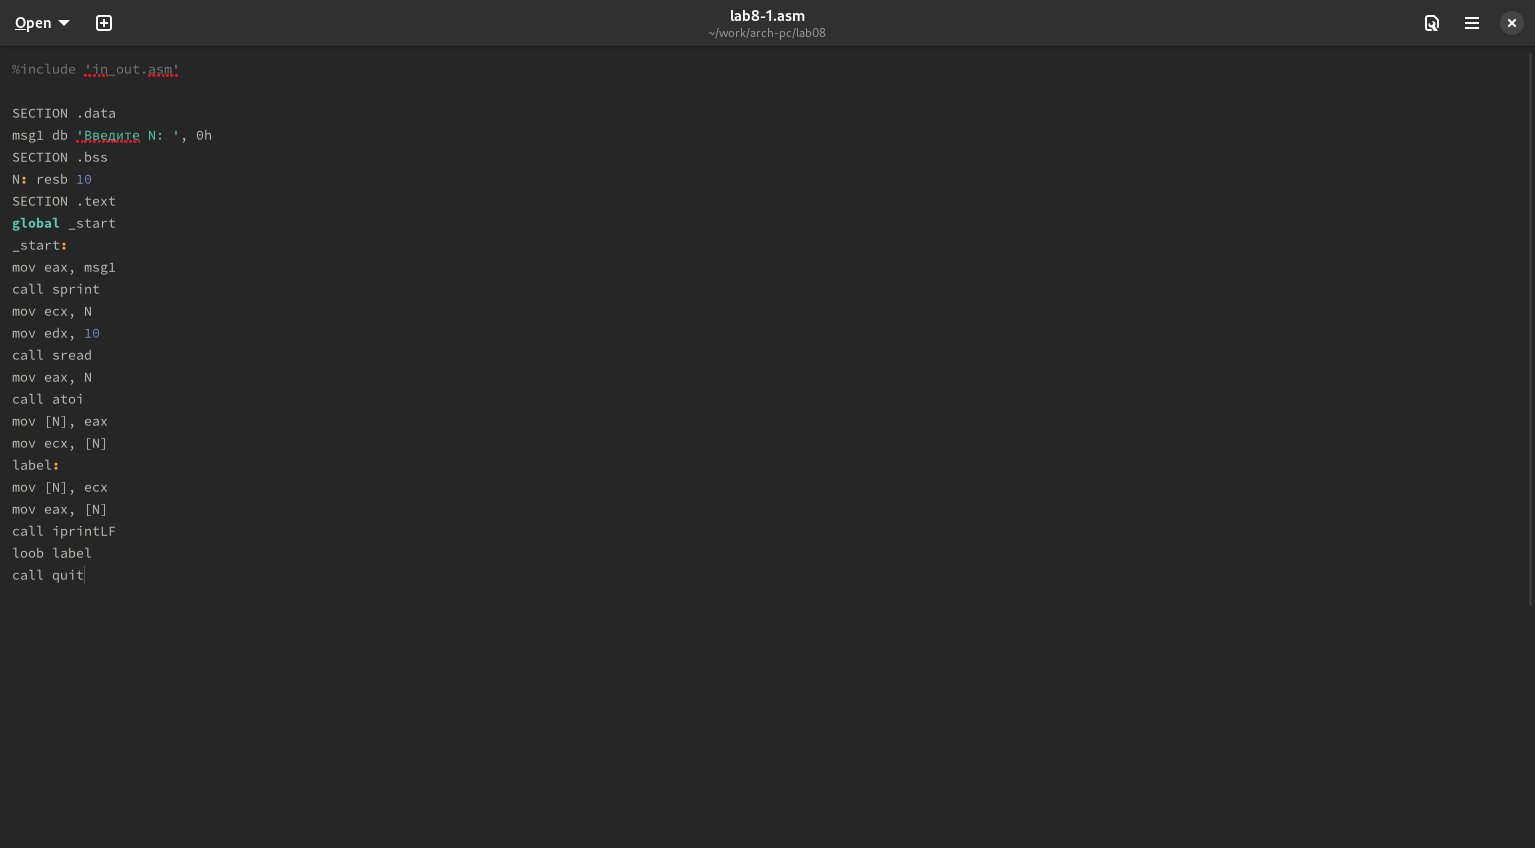 Open
lab8-1.asm
~/work/arch-pc/lab08
%include 'in_out.asm'
SECTION .data
msg1 db 'Введите N: ', 0h
SECTION .bss
N: resb 10
SECTION .text
global _start
_start:
mov eax, msg1
call sprint
mov ecx, N
mov edx, 10
call sread
mov eax, N
call atoi
mov [N], eax
mov ecx, [N]
label:
mov [N], ecx
mov eax, [N]
call iprintLF
loob label
call quit